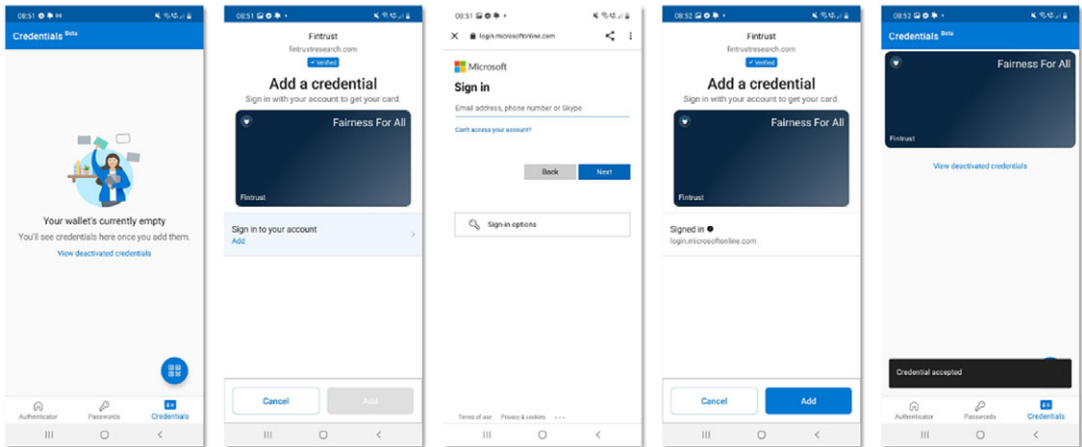 08:51
Credentials Beta
Your wallet's currently empty
You'll see credentials here once you add them.
View deactivated credentials
Authenticator
Passwords
Credentials
08:51
Fintrust
fintrustresearch.com
Verified
Add a credential
Sign in with your account to get your card.
Fairness For All
Fintrust
Sign in to your account
Add
Cancel
Add
08:51
login.microsoftonline.com
Microsoft
Sign in
Email address, phone number or Skype
Can't access your account?
Back
Next
Sign-in options
Terms of use
Privacy & cookies
08:52
Fintrust
fintrustresearch.com
Verified
Add a credential
Sign in with your account to get your card.
Fairness For All
Fintrust
Signed in
login.microsoftonline.com
Cancel
Add
08:52
Credentials Beta
Fairness For All
Fintrust
View deactivated credentials
Credential accepted
Authenticator
Passwords
Credentials